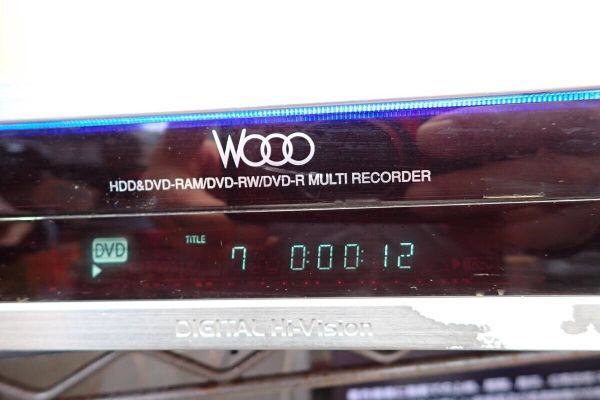 Wooo
HDD&DVD-RAM/DVD-RW/DVD-R MULTI RECORDER
DVD TITLE 7 0:00:12
DIGITAL Hi-Vision